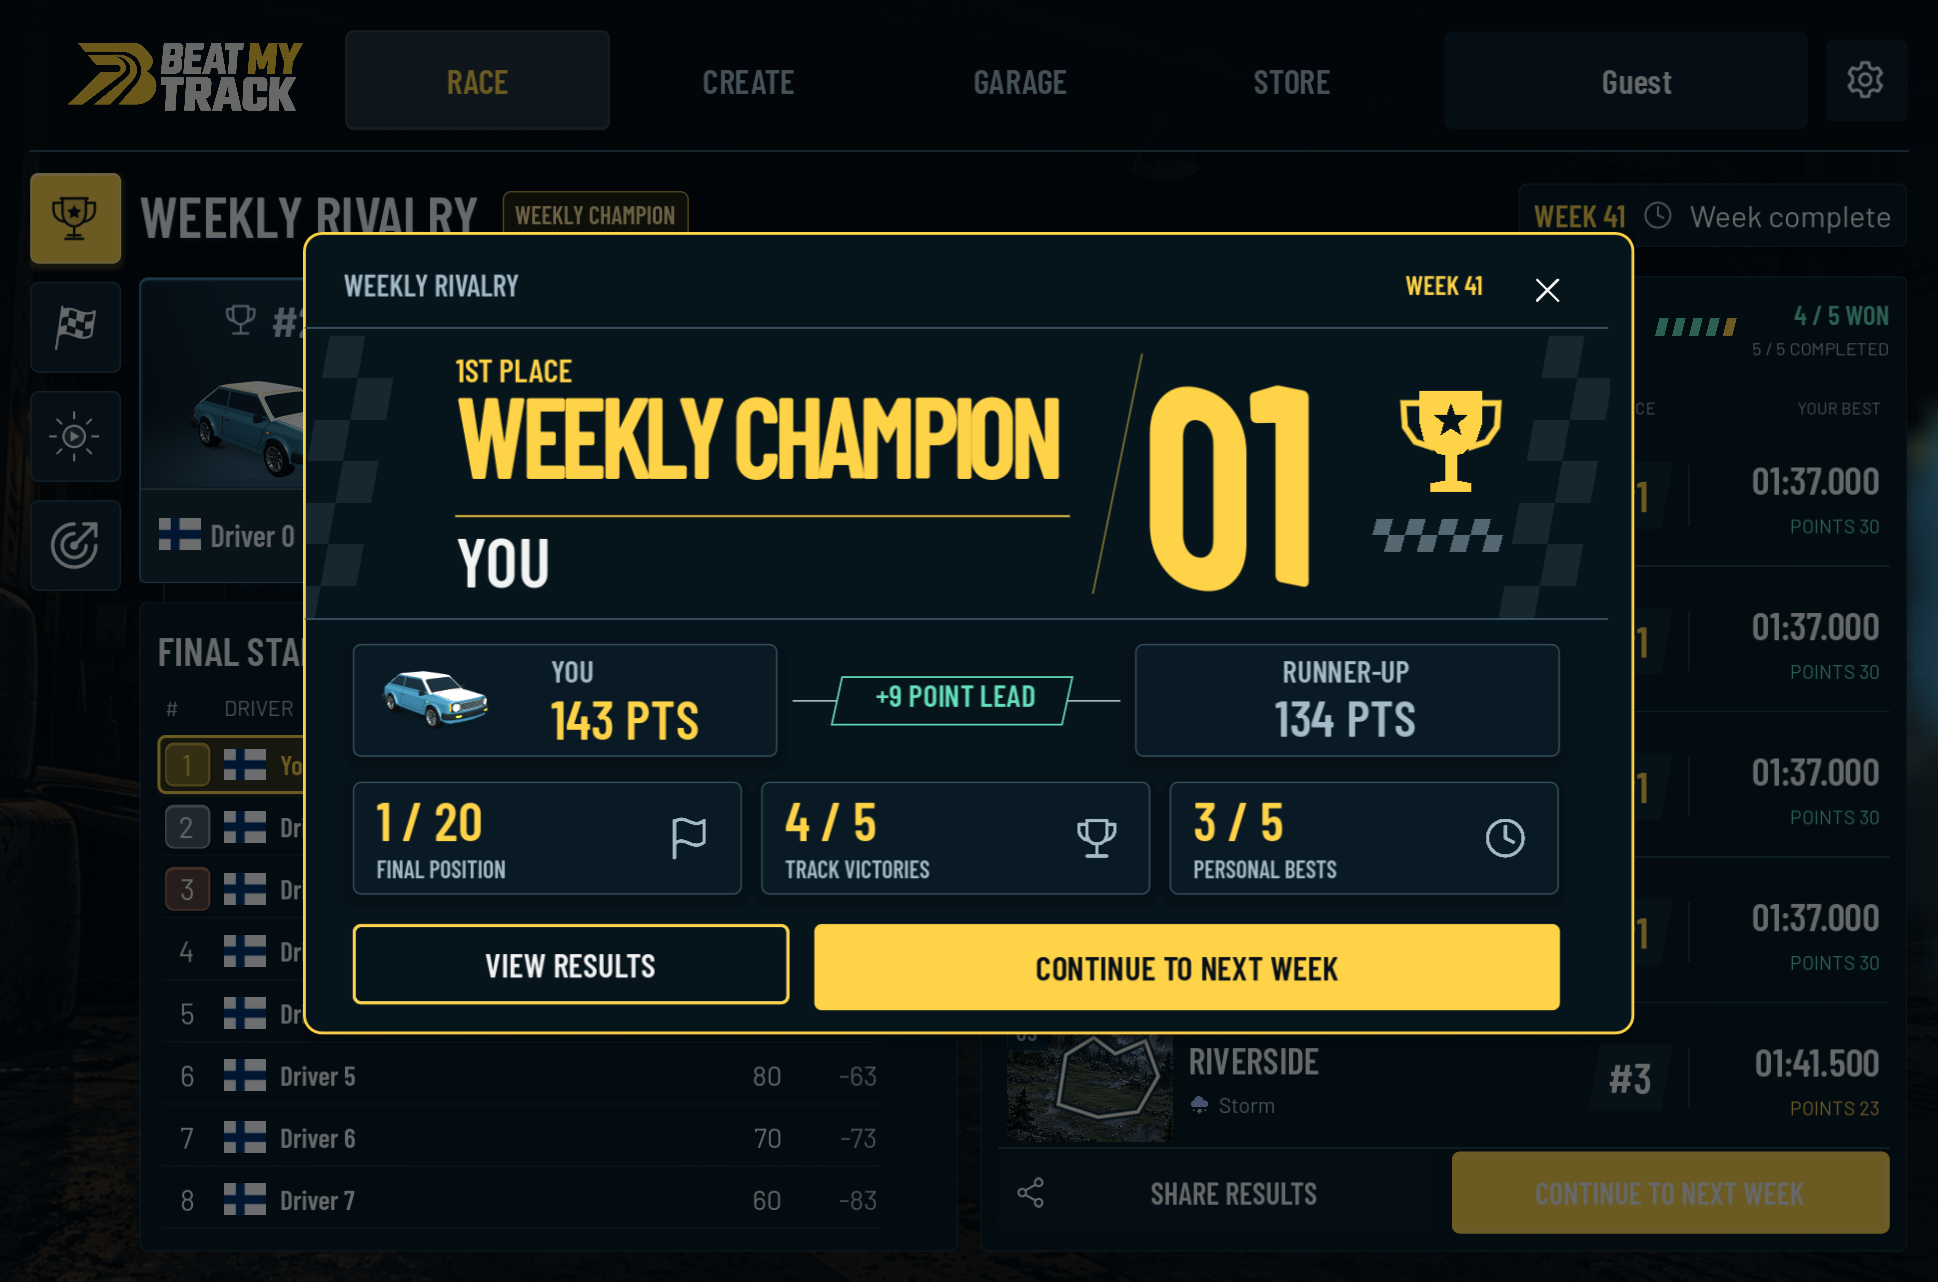 BEAT MY
TRACK
RACE
CREATE
GARAGE
STORE
Guest
WEEKLY RIVALRY
WEEKLY CHAMPION
WEEK 41
Week complete
WEEKLY RIVALRY
WEEK 41
1ST PLACE
WEEKLY CHAMPION
YOU
01
YOU
143 PTS
+9 POINT LEAD
RUNNER-UP
134 PTS
1 / 20
FINAL POSITION
4 / 5
TRACK VICTORIES
3 / 5
PERSONAL BESTS
VIEW RESULTS
CONTINUE TO NEXT WEEK
Driver 0
FINAL
#
DRIVER
1
2
3
4
5
6 Driver 5 80 -63
7 Driver 6 70 -73
8 Driver 7 60 -83
4 / 5 WON
5 / 5 COMPLETED
YOUR BEST
01:37.000
POINTS 30
01:37.000
POINTS 30
01:37.000
POINTS 30
01:37.000
POINTS 30
RIVERSIDE
Storm
#3
01:41.500
POINTS 23
SHARE RESULTS
CONTINUE TO NEXT WEEK